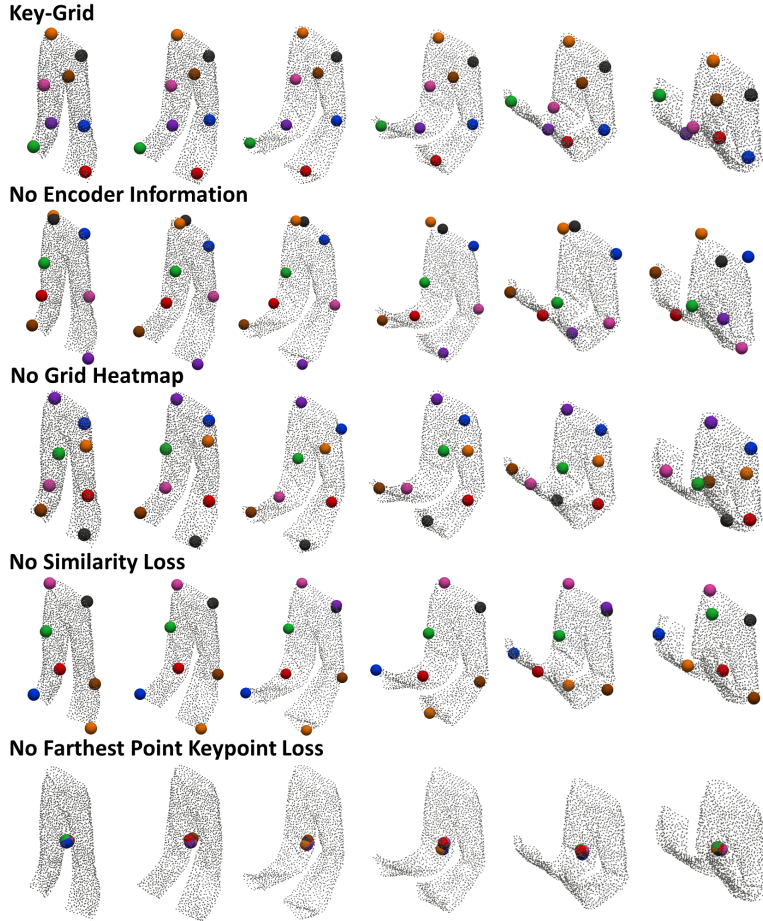 Key-Grid
No Encoder Information
No Grid Heatmap
No Similarity Loss
No Farthest Point Keypoint Loss